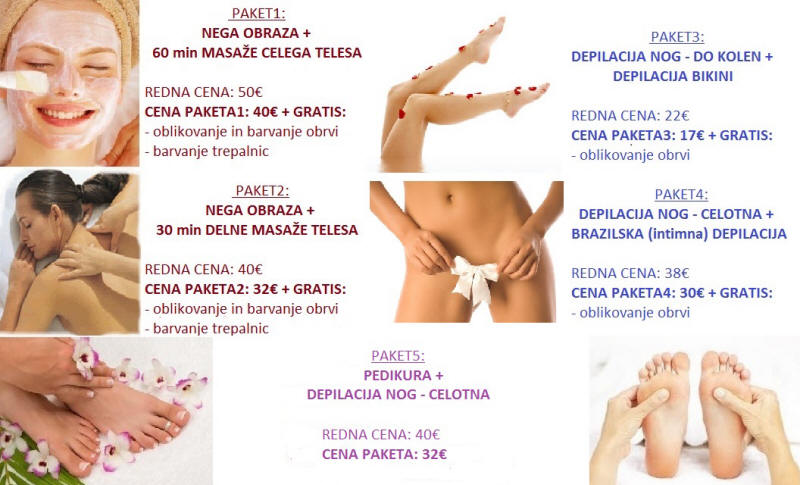 PAKET1:
NEGA OBRAZA +
60 min MASAŽE CELEGA TELESA
REDNA CENA: 50€
CENA PAKETA1: 40€ + GRATIS:
- oblikovanje in barvanje obrvi
- barvanje trepalnic
PAKET2:
NEGA OBRAZA +
30 min DELNE MASAŽE TELESA
REDNA CENA: 40€
CENA PAKETA2: 32€ + GRATIS:
- oblikovanje in barvanje obrvi
- barvanje trepalnic
PAKET3:
DEPILACIJA NOG - DO KOLEN +
DEPILACIJA BIKINI
REDNA CENA: 22€
CENA PAKETA3: 17€ + GRATIS:
- oblikovanje obrvi
PAKET4:
DEPILACIJA NOG - CELOTNA +
BRAZILSKA (intimna) DEPILACIJA
REDNA CENA: 38€
CENA PAKETA4: 30€ + GRATIS:
- oblikovanje obrvi
PAKET5:
PEDIKURA +
DEPILACIJA NOG - CELOTNA
REDNA CENA: 40€
CENA PAKETA: 32€